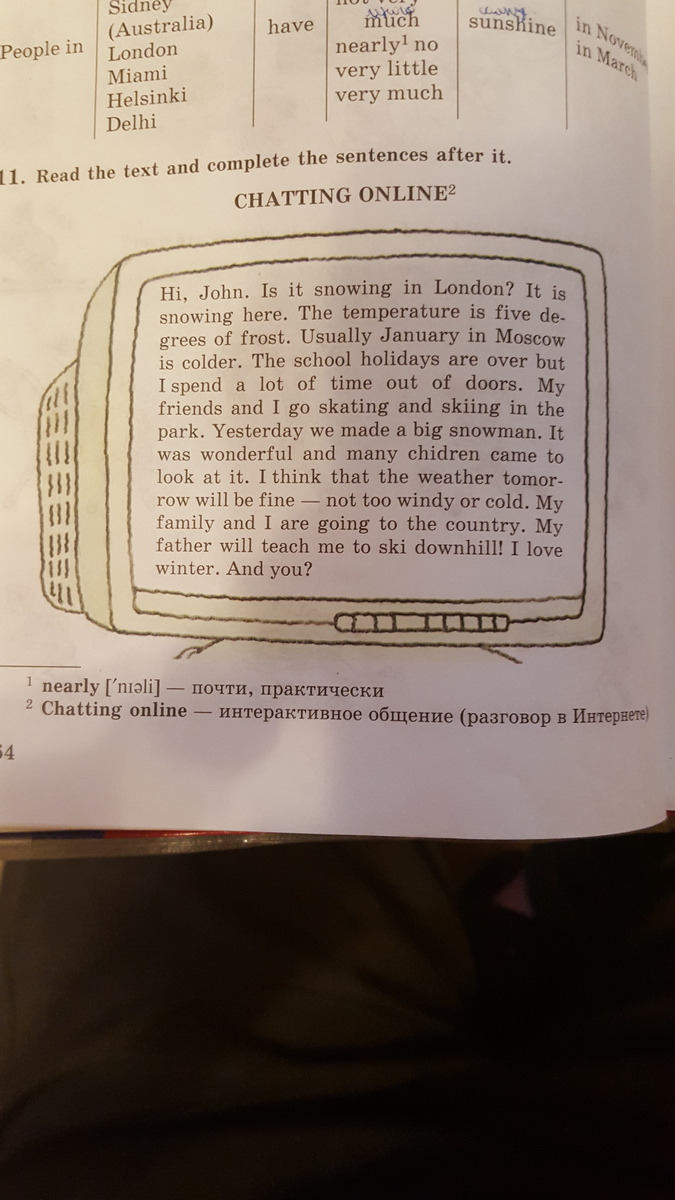 Sidney
People in (Australia) have much sunshine in
London nearly¹ no in March
Miami very little
Helsinki very much
Delhi
11. Read the text and complete the sentences after it.
CHATTING ONLINE²
Hi, John. Is it snowing in London? It is
snowing here. The temperature is five de-
grees of frost. Usually January in Moscow
is colder. The school holidays are over but
I spend a lot of time out of doors. My
friends and I go skating and skiing in the
park. Yesterday we made a big snowman. It
was wonderful and many chidren came to
look at it. I think that the weather tomor-
row will be fine — not too windy or cold. My
family and I are going to the country. My
father will teach me to ski downhill! I love
winter. And you?
¹ nearly [ˈnɪəli] — почти, практически
² Chatting online — интерактивное общение (разговор в Интернете)
54